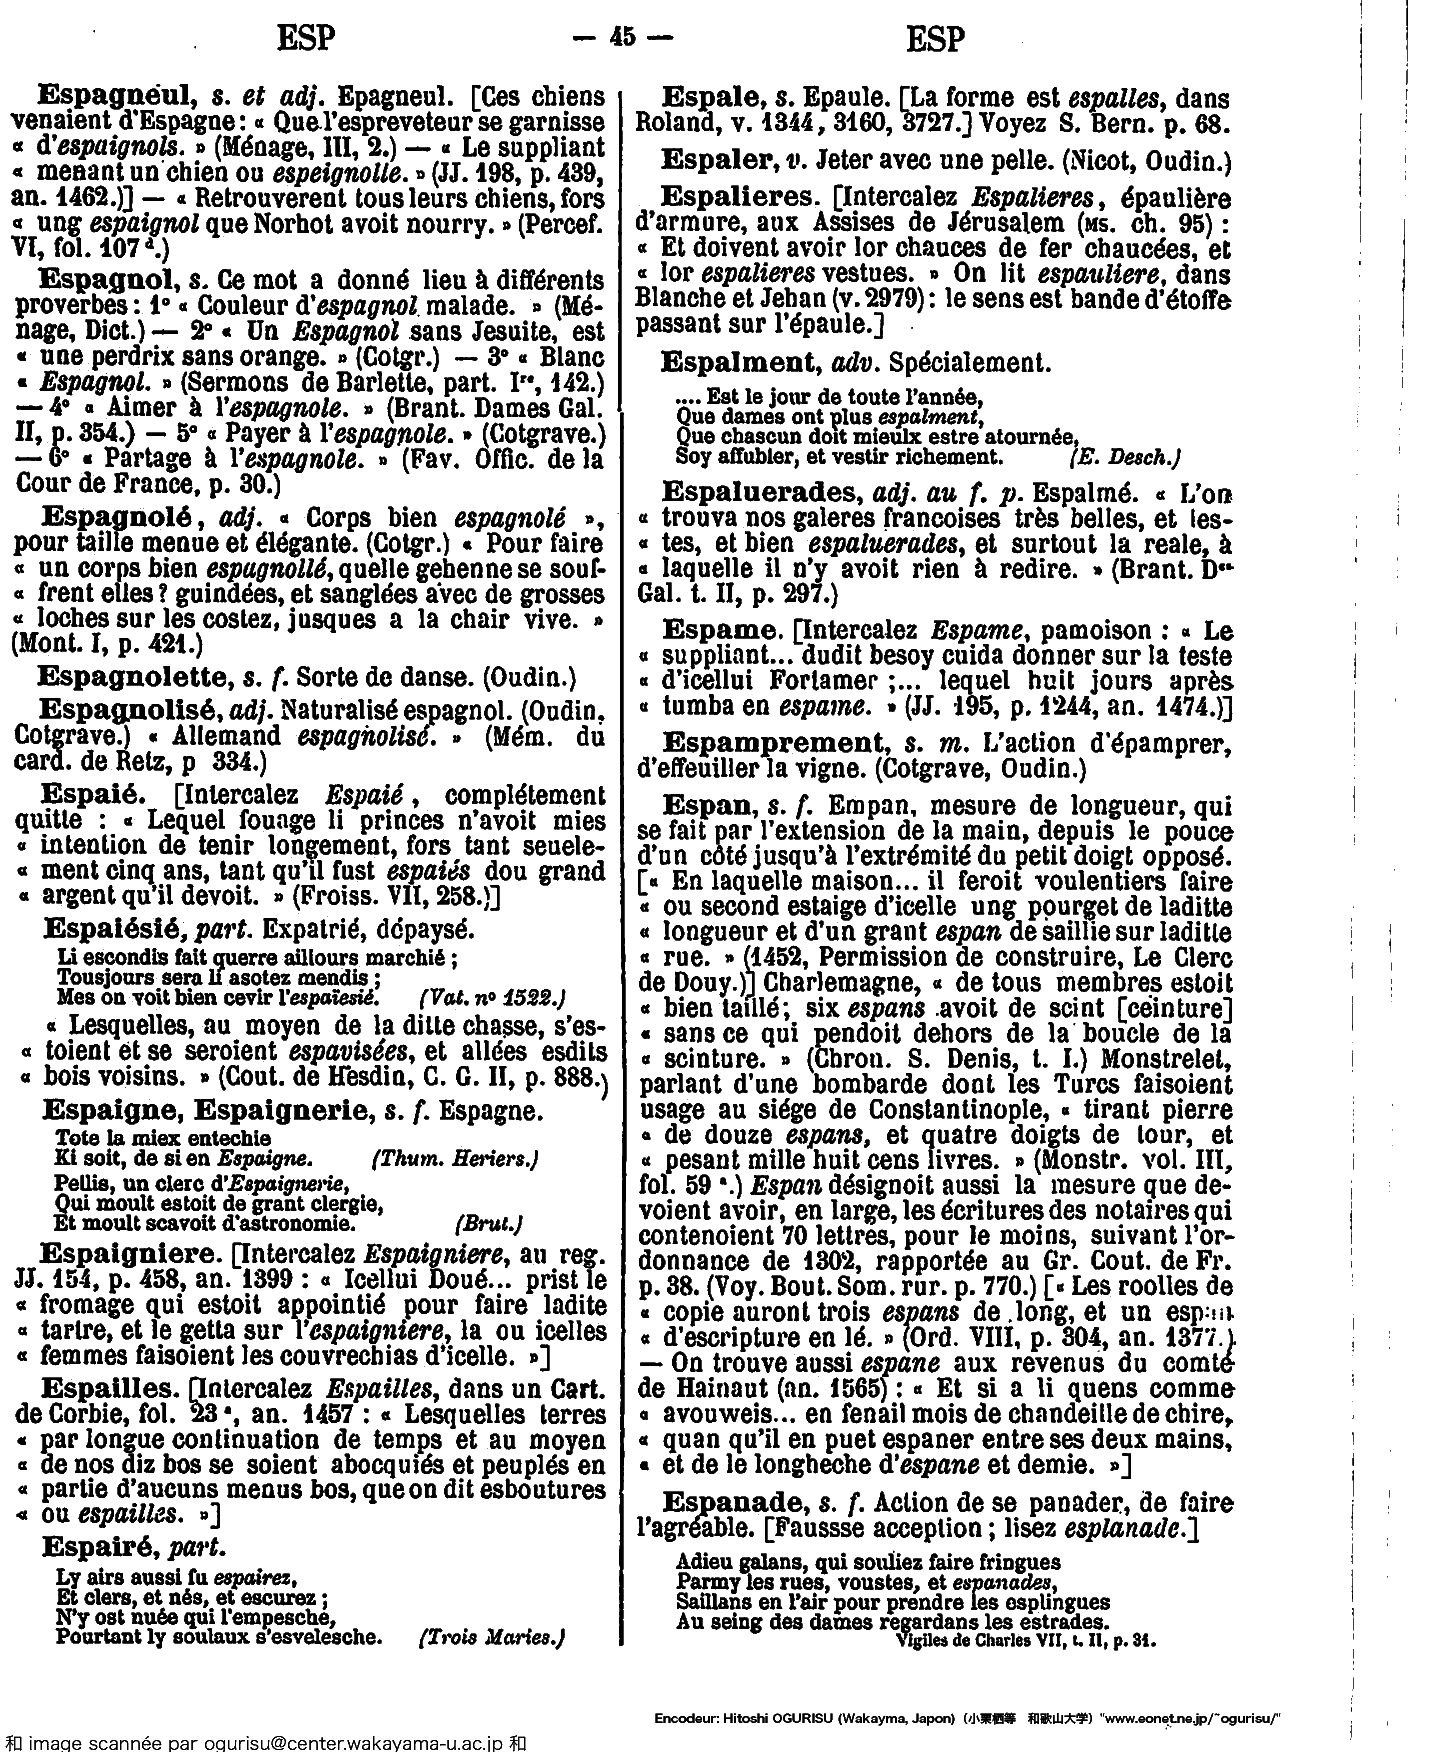 ESP — 45 — ESP
Espagneul, s. et adj. Epagneul. [Ces chiens
venaient d'Espagne : « Que l'espreveteur se garnisse
« d'espaignols. » (Ménage, III, 2.) — « Le suppliant
« menant un chien ou espeignolle. » (JJ. 198, p. 439,
an. 1462.)] — « Retrouverent tous leurs chiens, fors
« ung espaignol que Norhot avoit nourry. » (Percef.
VI, fol. 107 d.)
Espagnol, s. Ce mot a donné lieu à différents
proverbes : 1° « Couleur d'espagnol malade. » (Mé-
nage, Dict.) — 2° « Un Espagnol sans Jesuite, est
« une perdrix sans orange. » (Cotgr.) — 3° « Blanc
« Espagnol. » (Sermons de Barlette, part. Ire, 142.)
— 4° « Aimer à l'espagnole. » (Brant. Dames Gal.
II, p. 354.) — 5° « Payer à l'espagnole. » (Cotgrave.)
— 6° « Partage à l'espagnole. » (Fav. Offic. de la
Cour de France, p. 30.)
Espagnolé, adj. « Corps bien espagnolé »,
pour taille menue et élégante. (Cotgr.) « Pour faire
« un corps bien espagnollé, quelle gehenne se souf-
« frent elles ? guindées, et sanglées avec de grosses
« loches sur les costez, jusques a la chair vive. »
(Mont. I, p. 421.)
Espagnolette, s. f. Sorte de danse. (Oudin.)
Espagnolisé, adj. Naturalisé espagnol. (Oudin,
Cotgrave.) « Allemand espagnolisé. » (Mém. du
card. de Retz, p 334.)
Espaié. [Intercalez Espaié, complétement
quitte : « Lequel fouage li princes n'avoit mies
« intention de tenir longement, fors tant seuele-
« ment cinq ans, tant qu'il fust espaiés dou grand
« argent qu'il devoit. » (Froiss. VII, 258.)]
Espaiésié, part. Expatrié, dépaysé.
Li escondis fait querre aillours marchié ;
Tousjours sera li asotez mendis ;
Mes on voit bien cevir l'espaïesié. (Vat. n° 1522.)
« Lesquelles, au moyen de la ditte chasse, s'es-
« toient et se seroient espavisées, et allées esdits
« bois voisins. » (Cout. de Hesdin, C. G. II, p. 888.)
Espaigne, Espaignerie, s. f. Espagne.
Tote la miex entechie
Ki soit, de si en Espaigne. (Thum. Heriers.)
Pellis, un clerc d'Espaignerie,
Qui moult estoit de grant clergie,
Et moult scavoit d'astronomie. (Brut.)
Espaigniere. [Intercalez Espaigniere, au reg.
JJ. 154, p. 458, an. 1399 : « Icellui Doué... prist le
« fromage qui estoit appointié pour faire ladite
« tartre, et le getta sur l'espaigniere, la ou icelles
« femmes faisoient les couvrechias d'icelle. »]
Espailles. [Intercalez Espailles, dans un Cart.
de Corbie, fol. 23 a, an. 1457 : « Lesquelles terres
« par longue continuation de temps et au moyen
« de nos diz bos se soient abocquiés et peuplés en
« partie d'aucuns menus bos, que on dit esboutures
« ou espailles. »]
Espairé, part.
Ly airs aussi fu espairez,
Et clers, et nés, et escurez ;
N'y ost nuée qui l'empesche,
Pourtant ly soulaux s'esvelesche. (Trois Maries.)
Espale, s. Epaule. [La forme est espalles, dans
Roland, v. 1344, 3160, 3727.] Voyez S. Bern. p. 68.
Espaler, v. Jeter avec une pelle. (Nicot, Oudin.)
Espalieres. [Intercalez Espalieres, épaulière
d'armure, aux Assises de Jérusalem (MS. ch. 95) :
« Et doivent avoir lor chauces de fer chaucées, et
« lor espalieres vestues. » On lit espauliere, dans
Blanche et Jehan (v. 2979) : le sens est bande d'étoffe
passant sur l'épaule.]
Espalment, adv. Spécialement.
.... Est le jour de toute l'année,
Que dames ont plus espalment,
Que chascun doit mieulx estre atournée,
Soy affubler, et vestir richement. (E. Desch.)
Espaluerades, adj. au f. p. Espalmé. « L'on
« trouva nos galeres francoises très belles, et les-
« tes, et bien espaluerades, et surtout la reale, à
« laquelle il n'y avoit rien à redire. » (Brant. Des
Gal. t. II, p. 297.)
Espame. [Intercalez Espame, pamoison : « Le
« suppliant... dudit besoy cuida donner sur la teste
« d'icellui Fortamer ;... lequel huit jours après
« tumba en espame. » (JJ. 195, p. 1244, an. 1474.)]
Espamprement, s. m. L'action d'épamprer,
d'effeuiller la vigne. (Cotgrave, Oudin.)
Espan, s. f. Empan, mesure de longueur, qui
se fait par l'extension de la main, depuis le pouce
d'un côté jusqu'à l'extrémité du petit doigt opposé.
[« En laquelle maison... il feroit voulentiers faire
« ou second estaige d'icelle ung pourget de laditte
« longueur et d'un grant espan de saillie sur laditte
« rue. » (1452, Permission de construire, Le Clerc
de Douy.)] Charlemagne, « de tous membres estoit
« bien taillé ; six espans avoit de scint [ceinture]
« sans ce qui pendoit dehors de la boucle de la
« scinture. » (Chron. S. Denis, t. I.) Monstrelet,
parlant d'une bombarde dont les Turcs faisoient
usage au siége de Constantinople, « tirant pierre
« de douze espans, et quatre doigts de tour, et
« pesant mille huit cens livres. » (Monstr. vol. III,
fol. 59 a.) Espan désignoit aussi la mesure que de-
voient avoir, en large, les écritures des notaires qui
contenoient 70 lettres, pour le moins, suivant l'or-
donnance de 1302, rapportée au Gr. Cout. de Fr.
p. 38. (Voy. Bout. Som. rur. p. 770.) [« Les roolles de
« copie auront trois espans de long, et un espan
« d'escripture en lé. » (Ord. VIII, p. 304, an. 1377.)
— On trouve aussi espane aux revenus du comté
de Hainaut (an. 1565) : « Et si a li quens comme
« avouweis... en fenail mois de chandeille de chire,
« quan qu'il en puet espaner entre ses deux mains,
« et de le longheche d'espane et demie. »]
Espanade, s. f. Action de se panader, de faire
l'agréable. [Faussse acception ; lisez esplanade.]
Adieu galans, qui souliez faire fringues
Parmy les rues, voustes, et espanades,
Saillans en l'air pour prendre les esplingues
Au seing des dames regardans les estrades.
Vigiles de Charles VII, t. II, p. 31.
Encodeur: Hitoshi OGURISU (Wakayma, Japon) (小栗栖等 和歌山大学) "www.eonet.ne.jp/~ogurisu/"
和 image scannée par ogurisu@center.wakayama-u.ac.jp 和